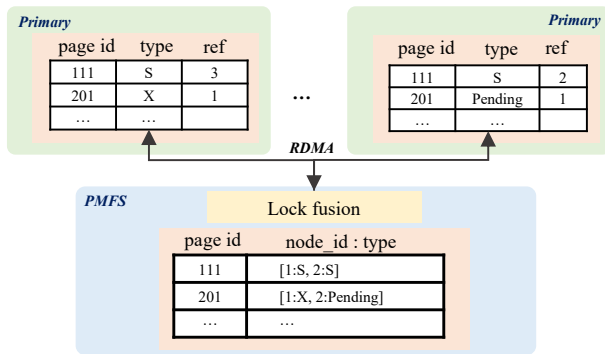 Primary
page id type ref
111 S 3
201 X 1
... ...
...
Primary
page id type ref
111 S 2
201 Pending 1
... ...
RDMA
PMFS
Lock fusion
page id node_id : type
111 [1:S, 2:S]
201 [1:X, 2:Pending]
... ...